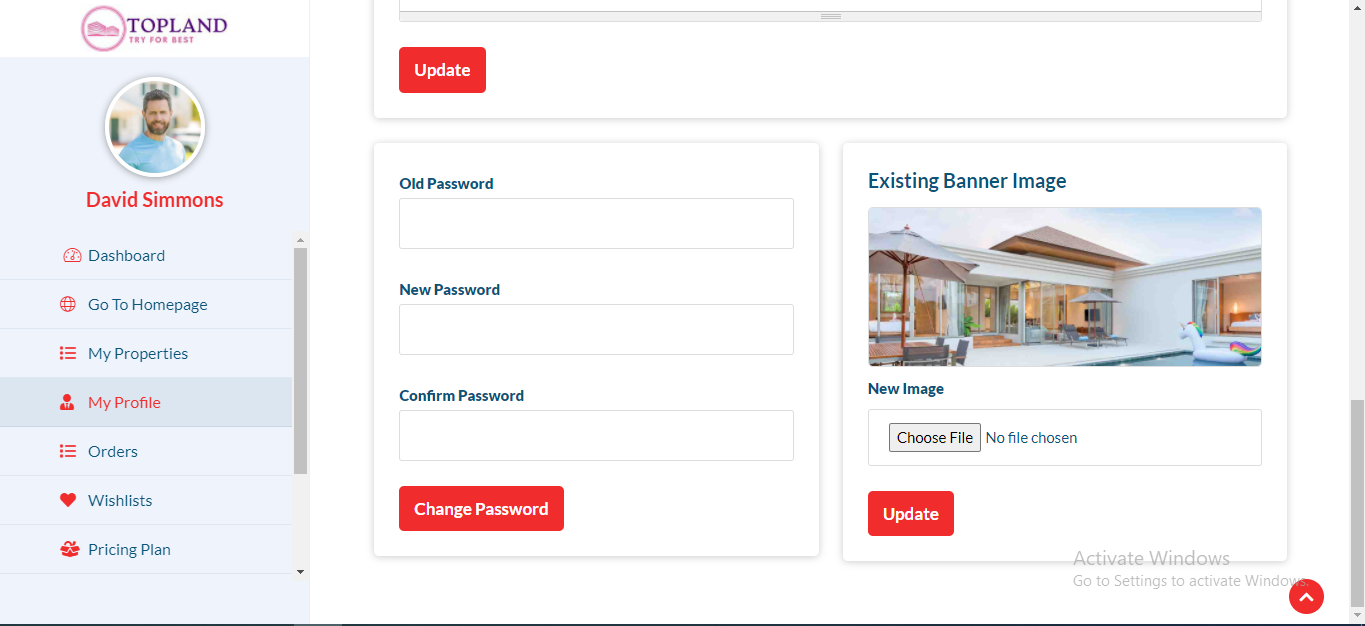 TOPLAND
TRY FOR BEST
David Simmons
Dashboard
Go To Homepage
My Properties
My Profile
Orders
Wishlists
Pricing Plan
Update
Old Password
New Password
Confirm Password
Change Password
Existing Banner Image
New Image
Choose File No file chosen
Update
Activate Windows
Go to Settings to activate Windows.